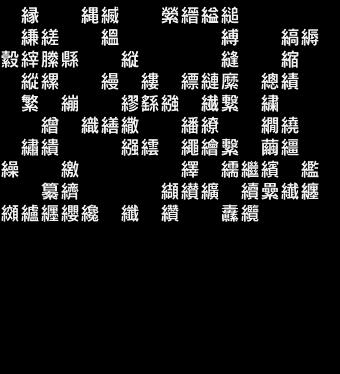 縁 縄緘 縈縉縊縋
縑縒 縕 縛 縞縟
縠縡縢縣 縦 縫 縮
縱縲 縵 縷 縹縺縻 總績
繁 繃 繆繇繈 繊繋 繍
繒 織繕繖 繙繚 繝繞
繡繢 繦繧 繩繪繫 繭繮
繰 繳 繹 繻繼繽 繿
纂纃 纈纉纊 續纍纎纏
纐纑纒纓纔 纖 纘 纛纜